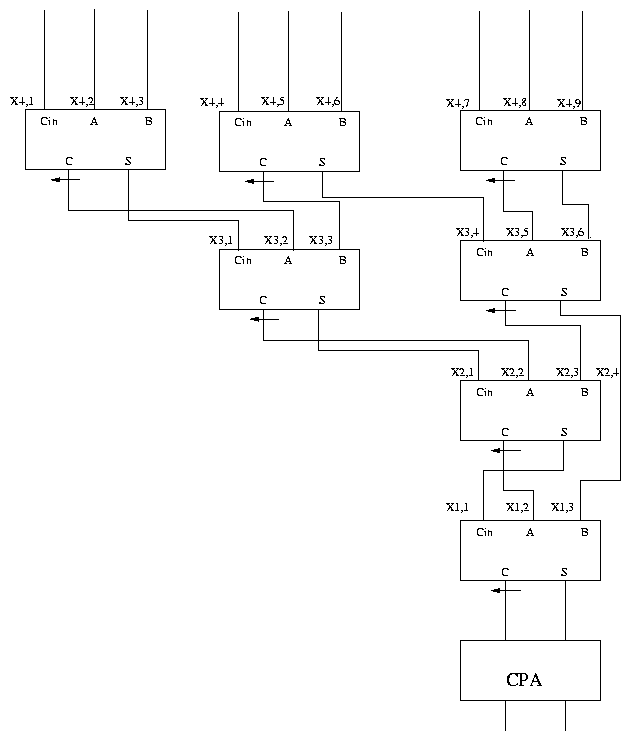 X4,1 X4,2 X4,3 X4,4 X4,5 X4,6 X4,7 X4,8 X4,9
Cin A B Cin A B Cin A B
C S C S C S
X3,1 X3,2 X3,3 X3,4 X3,5 X3,6
Cin A B Cin A B
C S C S
X2,1 X2,2 X2,3 X2,4
Cin A B
C S
X1,1 X1,2 X1,3
Cin A B
C S
CPA